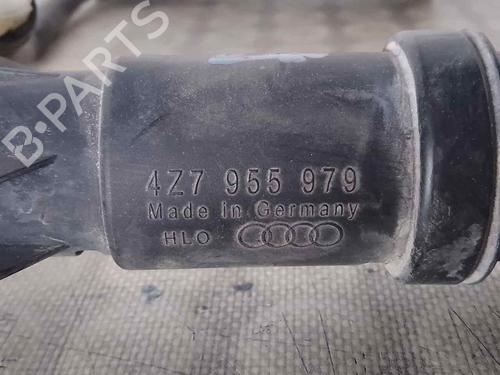 B-PARTS
4Z7 955 979
Made in Germany
HLO